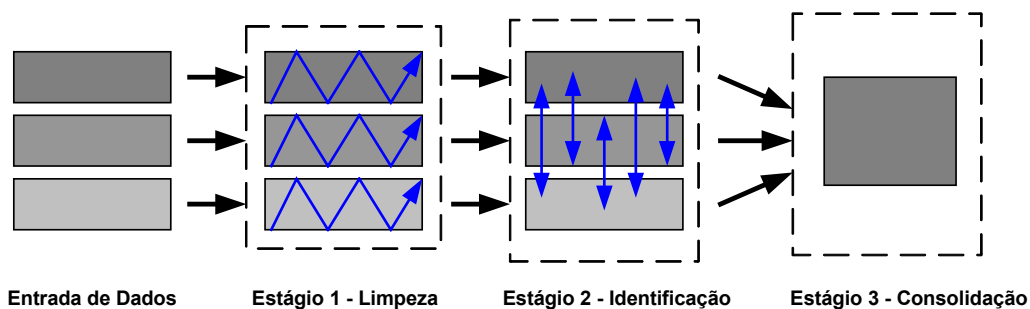 Entrada de Dados
Estágio 1 - Limpeza
Estágio 2 - Identificação
Estágio 3 - Consolidação